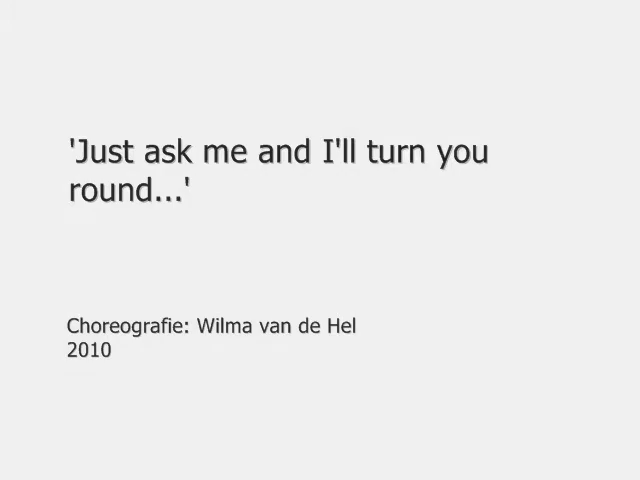 'Just ask me and I'll turn you
round...'
Choreografie: Wilma van de Hel
2010